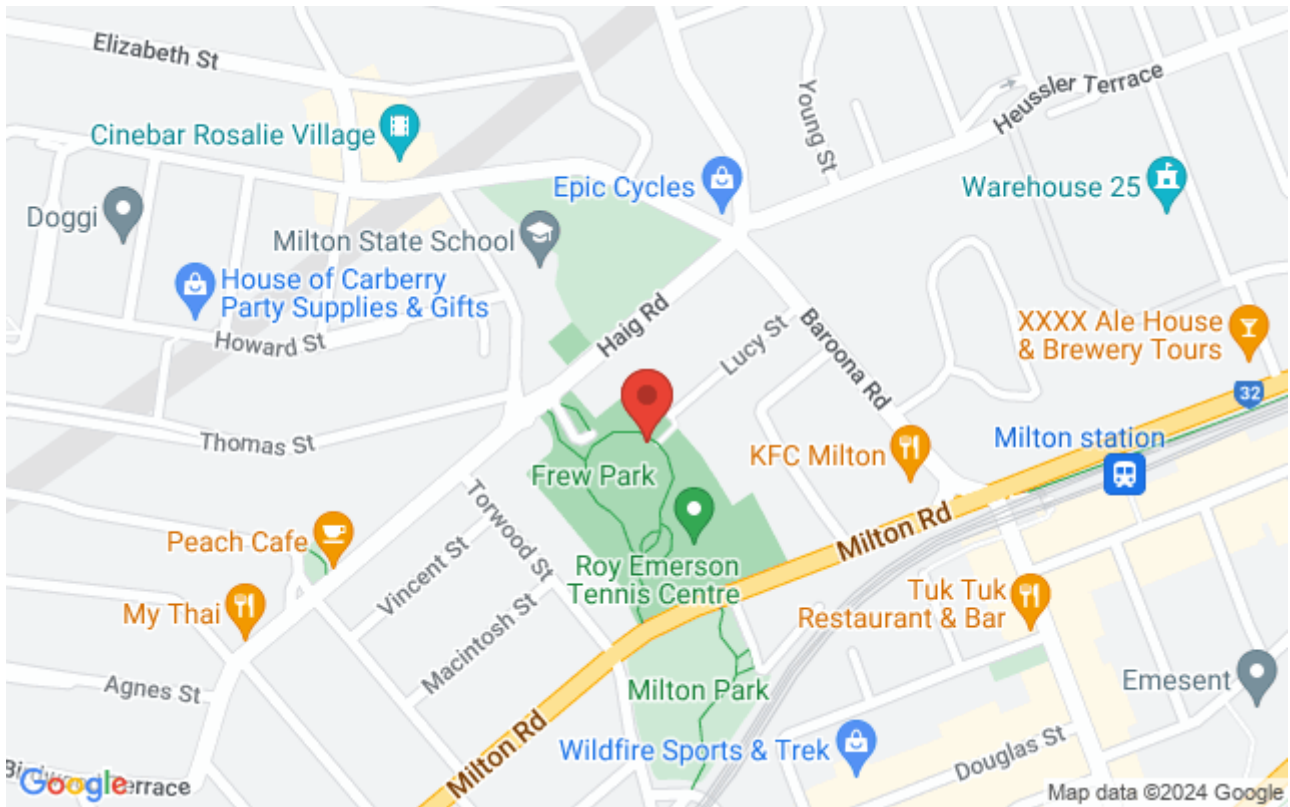 Elizabeth St
Young St
Heussler Terrace
Cinebar Rosalie Village
Epic Cycles
Warehouse 25
Doggi
Milton State School
House of Carberry
Party Supplies & Gifts
Howard St
Haig Rd
Lucy St
Baroona Rd
XXXX Ale House
& Brewery Tours
32
Thomas St
Milton station
KFC Milton
Frew Park
Torwood St
Milton Rd
Peach Cafe
Vincent St
Roy Emerson
Tennis Centre
My Thai
Macintosh St
Tuk Tuk
Restaurant & Bar
Agnes St
Milton Park
Emesent
Milton Rd
Wildfire Sports & Trek
Douglas St
Terrace
Google
Map data ©2024 Google